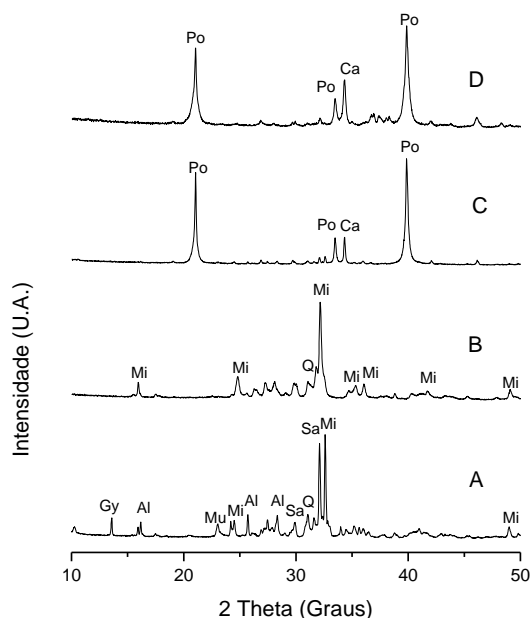 Po
Po
Ca
Po
D
Po
Po
Ca
Po
C
Mi
Mi
Mi
Q
Mi
Mi
Mi
Mi
B
Gy
Al
Mu
Mi
Al
Al
Sa
Q
Sa
Mi
Mi
A
10 20 30 40 50
2 Theta (Graus)
Intensidade (U.A.)